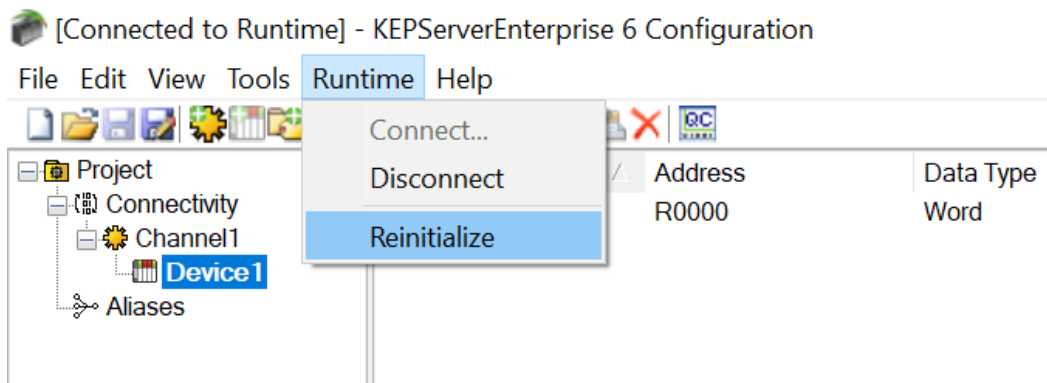 [Connected to Runtime] - KEPServerEnterprise 6 Configuration
File Edit View Tools Runtime Help
Connect...
Disconnect
Reinitialize
QC
Project
Connectivity
Channel1
Device1
Aliases
Address Data Type
R0000 Word